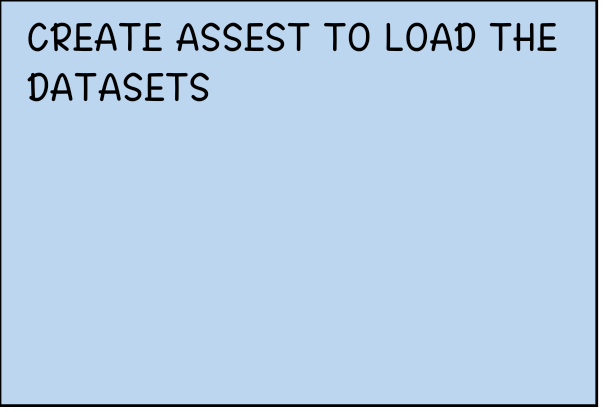 CREATE ASSEST TO LOAD THE
DATASETS